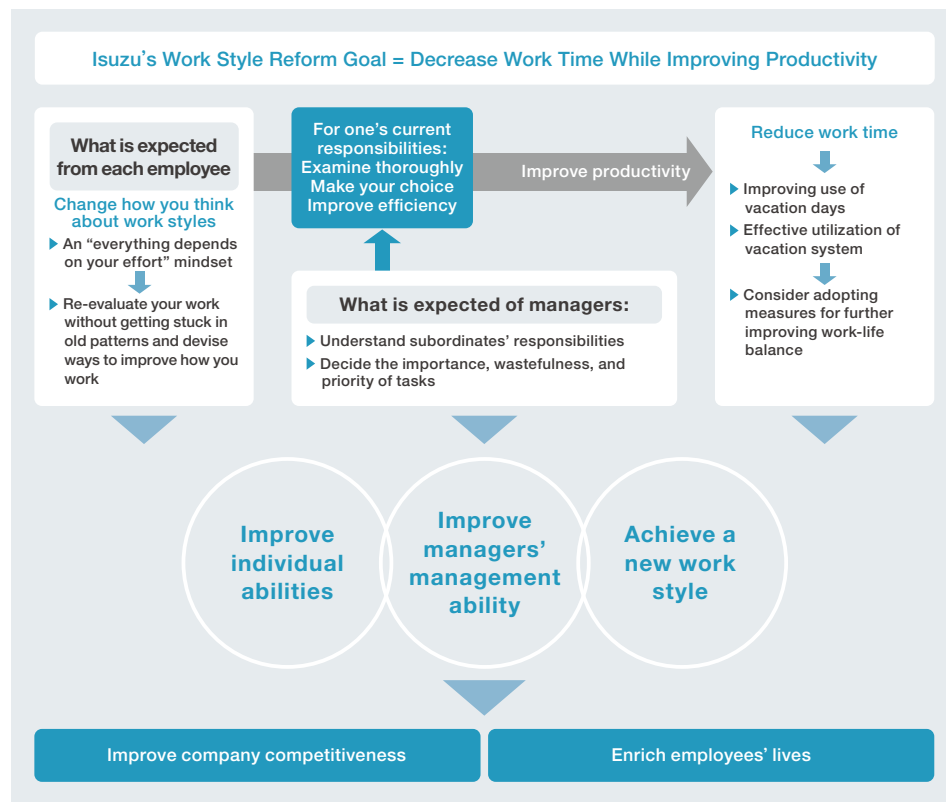 Isuzu's Work Style Reform Goal = Decrease Work Time While Improving Productivity
What is expected
from each employee
Change how you think
about work styles
An “everything depends
on your effort” mindset
Re-evaluate your work
without getting stuck in
old patterns and devise
ways to improve how you
work
For one's current
responsibilities:
Examine thoroughly
Make your choice
Improve efficiency
Improve productivity
What is expected of managers:
Understand subordinates' responsibilities
Decide the importance, wastefulness, and
priority of tasks
Reduce work time
Improving use of
vacation days
Effective utilization of
vacation system
Consider adopting
measures for further
improving work-life
balance
Improve
individual
abilities
Improve
managers'
management
ability
Achieve a
new work
style
Improve company competitiveness
Enrich employees' lives